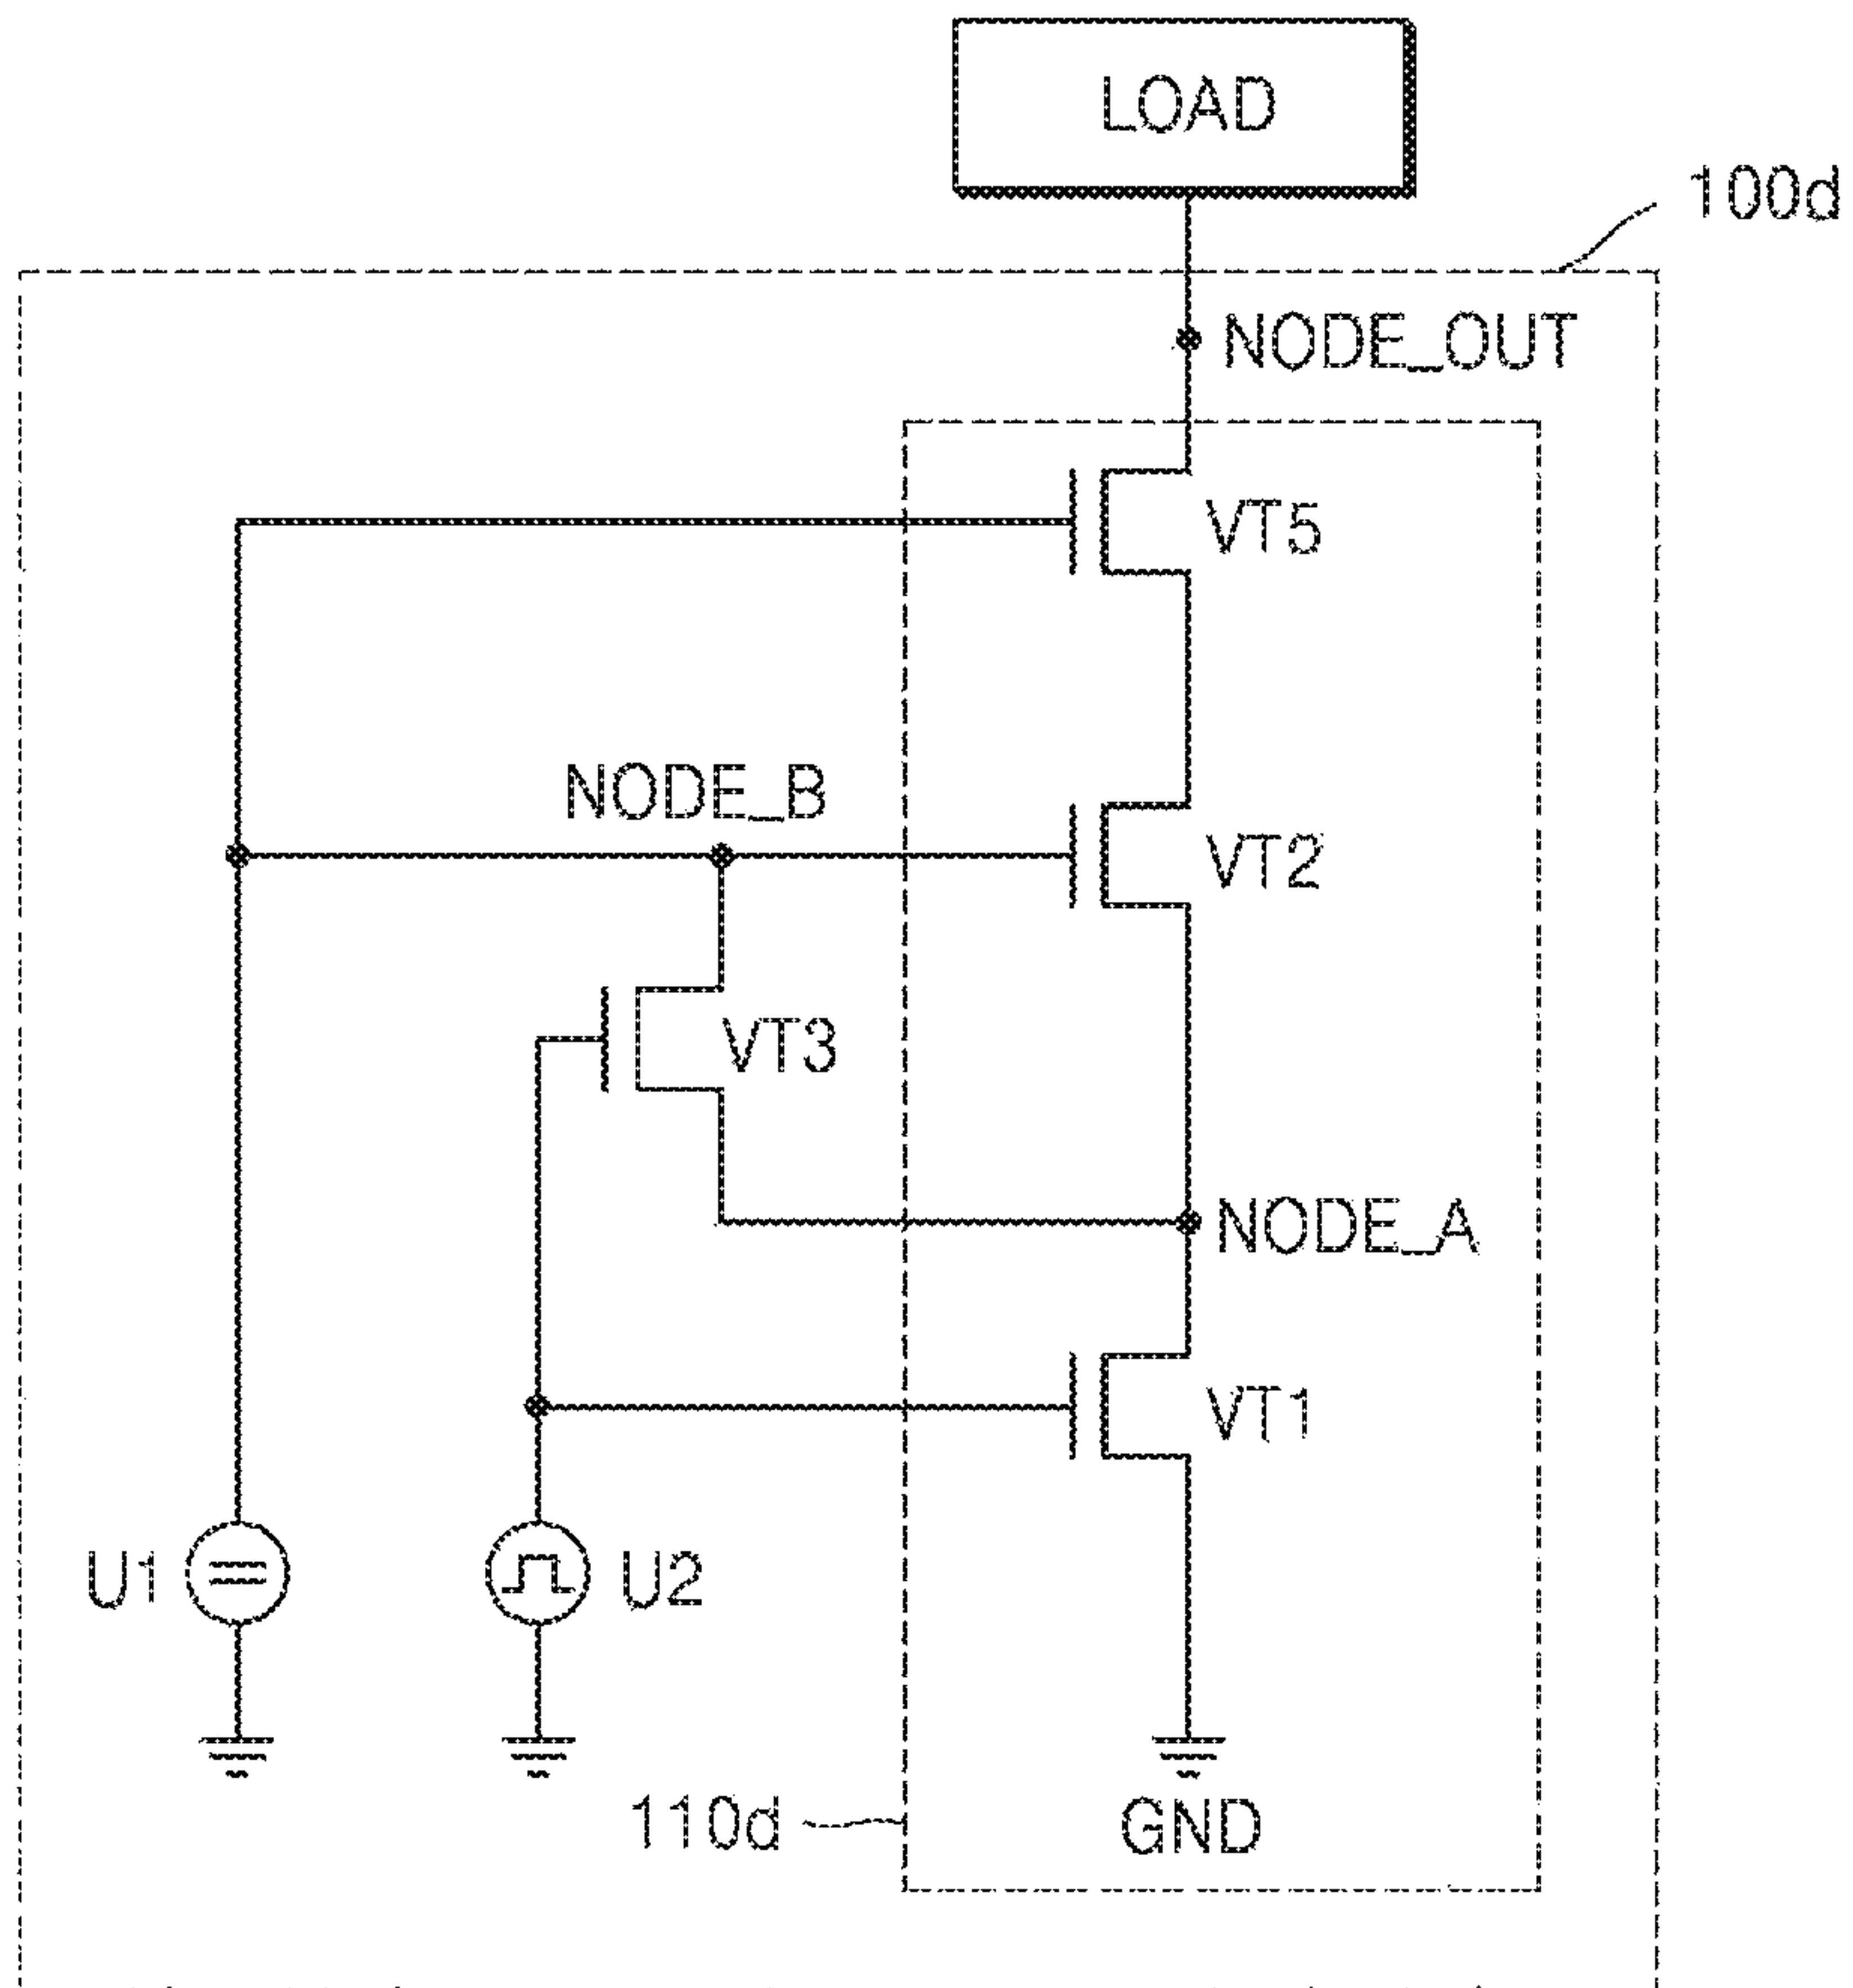 LOAD
100d
NODE_OUT
VT5
NODE_B
VT2
VT3
NODE_A
VT1
U1
U2
110d
GND